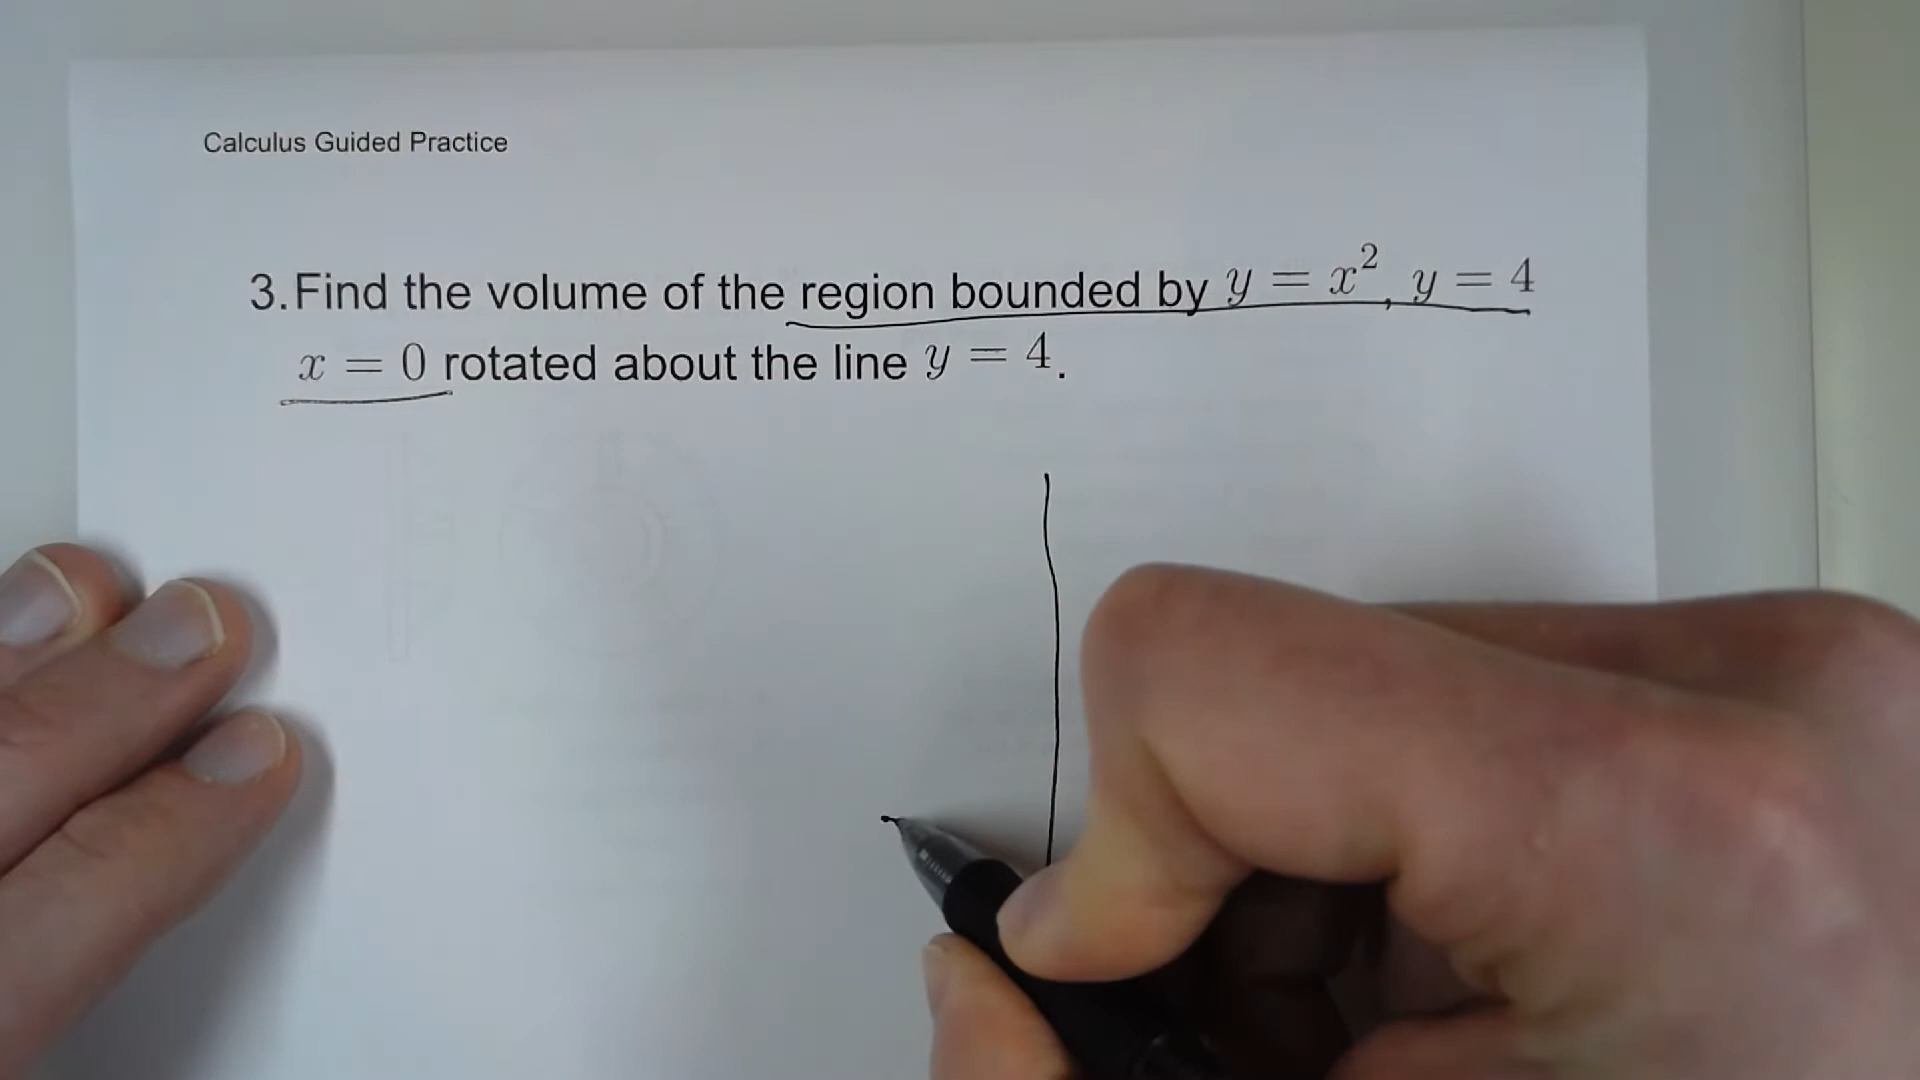 Calculus Guided Practice
3. Find the volume of the region bounded by y = x², y = 4
x = 0 rotated about the line y = 4.